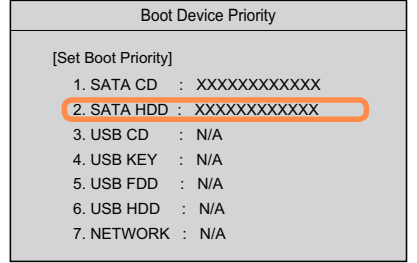 Boot Device Priority
[Set Boot Priority]
1. SATA CD : XXXXXXXXXXXX
2. SATA HDD : XXXXXXXXXXXX
3. USB CD : N/A
4. USB KEY : N/A
5. USB FDD : N/A
6. USB HDD : N/A
7. NETWORK : N/A